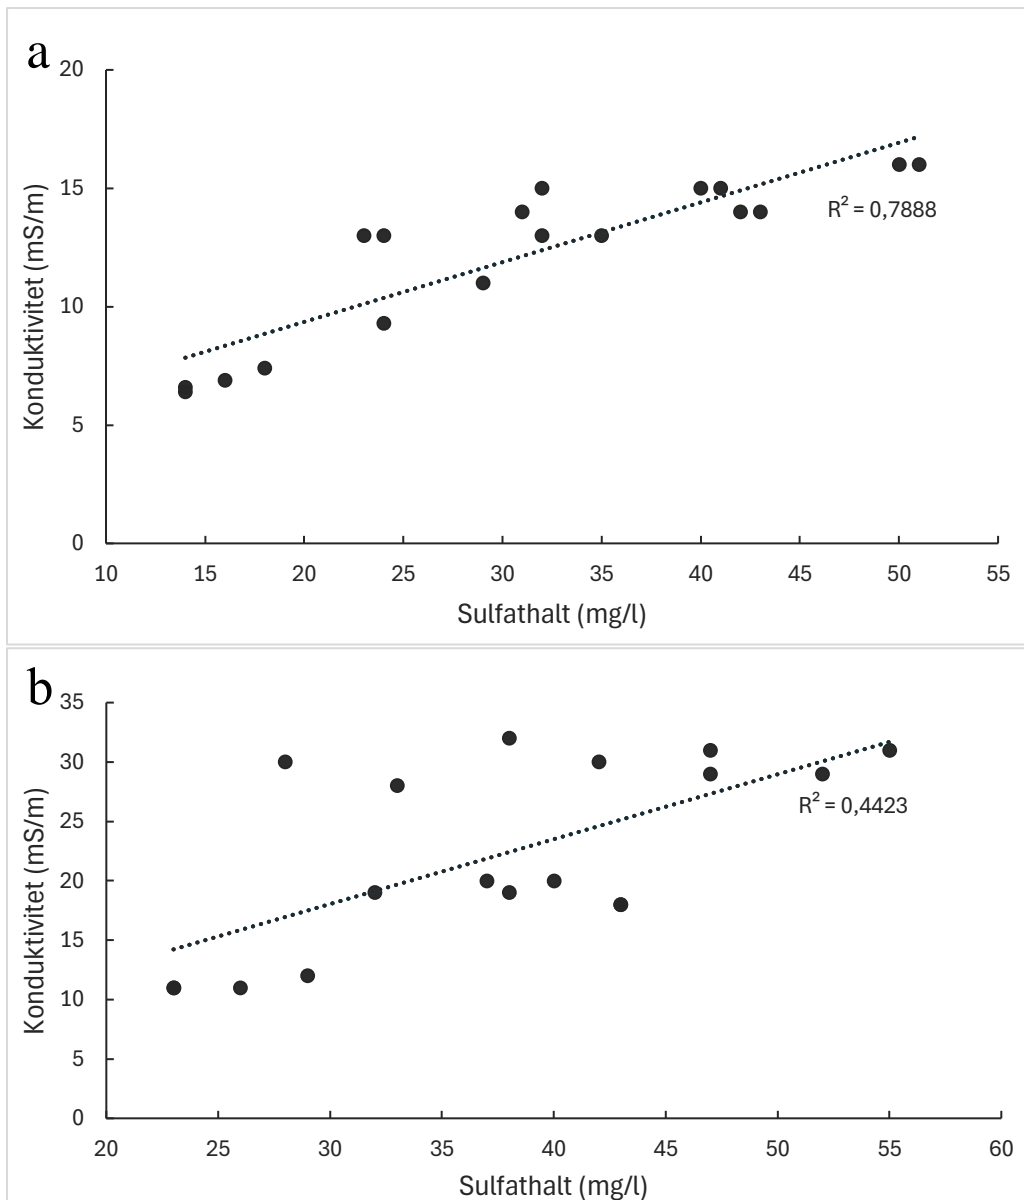 a
20
15
10
5
0
Konduktivitet (mS/m)
R² = 0,7888
10 15 20 25 30 35 40 45 50 55
Sulfathalt (mg/l)
b
35
30
25
20
15
10
5
0
Konduktivitet (mS/m)
R² = 0,4423
20 25 30 35 40 45 50 55 60
Sulfathalt (mg/l)